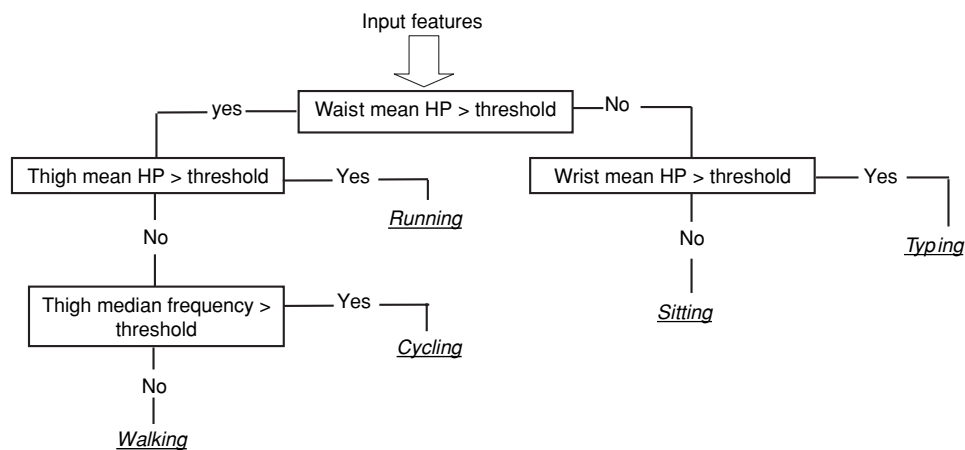 Input features
Waist mean HP > threshold
yes
No
Thigh mean HP > threshold
Yes
Running
Wrist mean HP > threshold
Yes
Typing
No
No
Sitting
Thigh median frequency >
threshold
Yes
Cycling
No
Walking